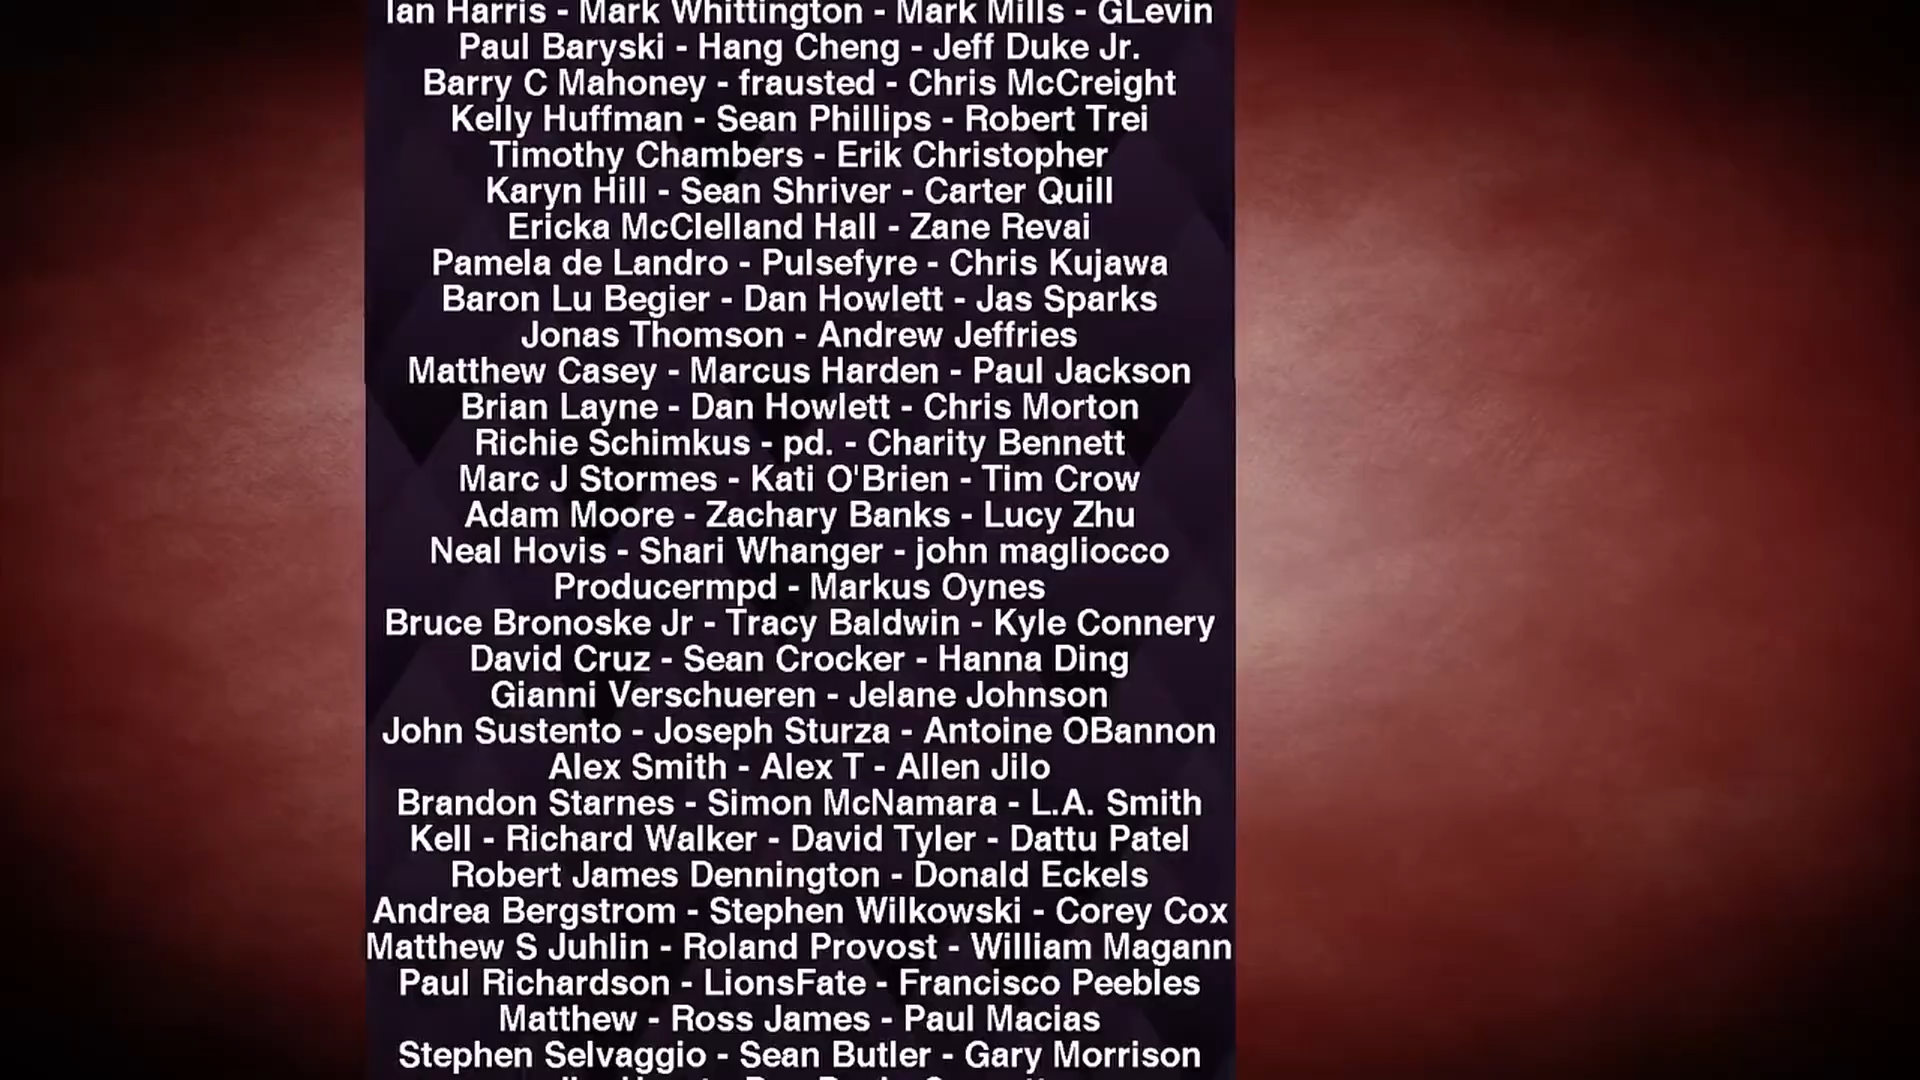 Ian Harris - Mark Whittington - Mark Mills - GLevin
Paul Baryski - Hang Cheng - Jeff Duke Jr.
Barry C Mahoney - frausted - Chris McCreight
Kelly Huffman - Sean Phillips - Robert Trei
Timothy Chambers - Erik Christopher
Karyn Hill - Sean Shriver - Carter Quill
Ericka McClelland Hall - Zane Revai
Pamela de Landro - Pulsefyre - Chris Kujawa
Baron Lu Begier - Dan Howlett - Jas Sparks
Jonas Thomson - Andrew Jeffries
Matthew Casey - Marcus Harden - Paul Jackson
Brian Layne - Dan Howlett - Chris Morton
Richie Schimkus - pd. - Charity Bennett
Marc J Stormes - Kati O'Brien - Tim Crow
Adam Moore - Zachary Banks - Lucy Zhu
Neal Hovis - Shari Whanger - john magliocco
Producermpd - Markus Oynes
Bruce Bronoske Jr - Tracy Baldwin - Kyle Connery
David Cruz - Sean Crocker - Hanna Ding
Gianni Verschueren - Jelane Johnson
John Sustento - Joseph Sturza - Antoine OBannon
Alex Smith - Alex T - Allen Jilo
Brandon Starnes - Simon McNamara - L.A. Smith
Kell - Richard Walker - David Tyler - Dattu Patel
Robert James Dennington - Donald Eckels
Andrea Bergstrom - Stephen Wilkowski - Corey Cox
Matthew S Juhlin - Roland Provost - William Magann
Paul Richardson - LionsFate - Francisco Peebles
Matthew - Ross James - Paul Macias
Stephen Selvaggio - Sean Butler - Gary Morrison